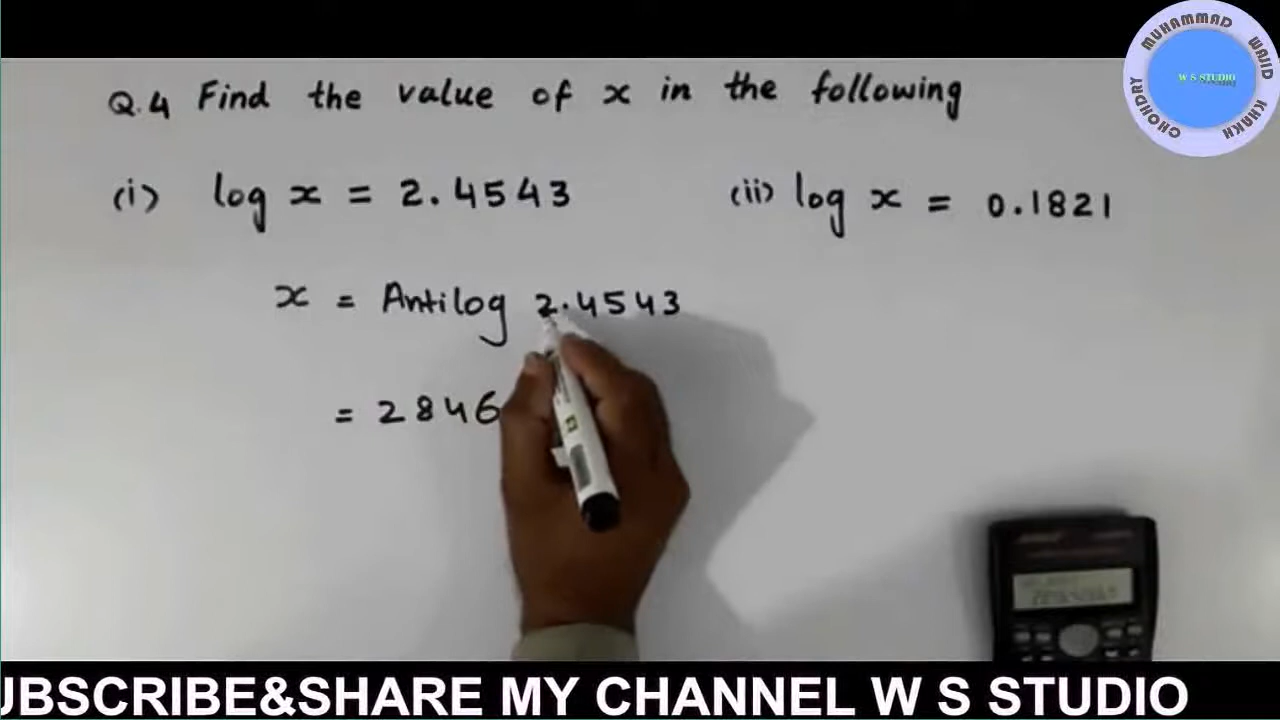 Q.4 Find the value of x in the following
(i) log x = 2.4543
(ii) log x = 0.1821
x = Antilog 2.4543
= 2846
MUHAMMAD WAJID KHAKH CHOHDRY
W S STUDIO
UBSCRIBE&SHARE MY CHANNEL W S STUDIO